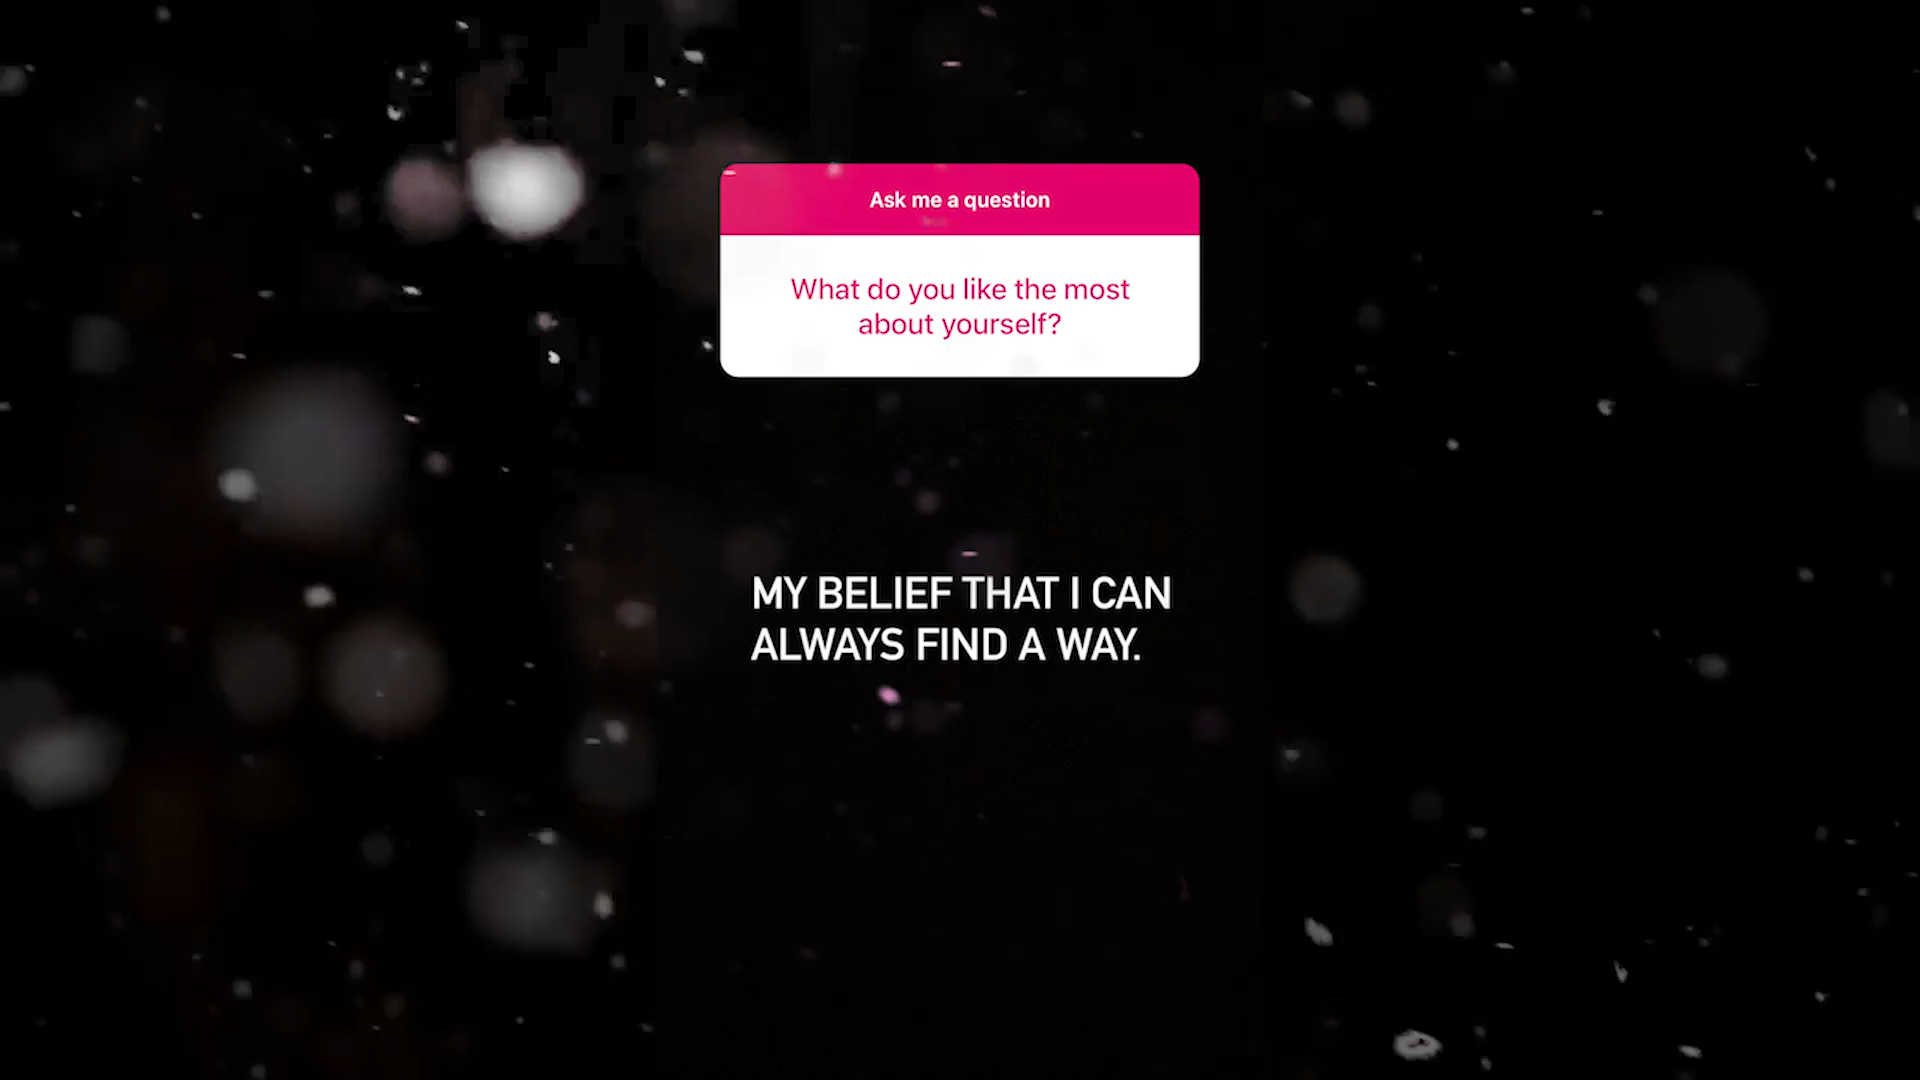 Ask me a question
What do you like the most
about yourself?
MY BELIEF THAT I CAN
ALWAYS FIND A WAY.